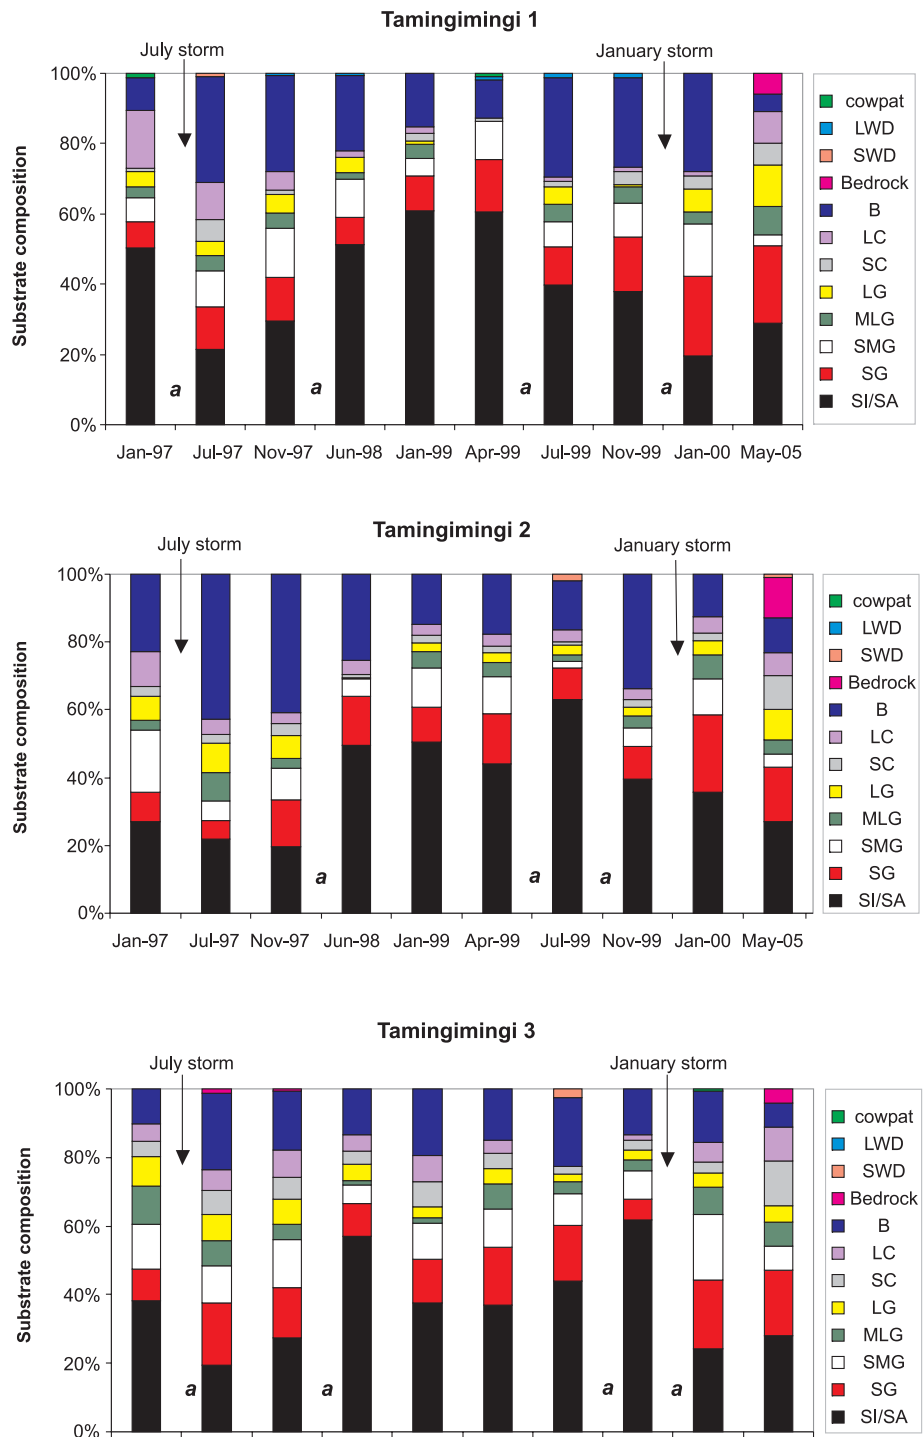 Tamingimingi 1
July storm
January storm
Substrate composition
100%
80%
60%
40%
20%
0%
a
a
a
a
Jan-97 Jul-97 Nov-97 Jun-98 Jan-99 Apr-99 Jul-99 Nov-99 Jan-00 May-05
cowpat
LWD
SWD
Bedrock
B
LC
SC
LG
MLG
SMG
SG
SI/SA
Tamingimingi 2
July storm
January storm
Substrate composition
100%
80%
60%
40%
20%
0%
a
a
a
Jan-97 Jul-97 Nov-97 Jun-98 Jan-99 Apr-99 Jul-99 Nov-99 Jan-00 May-05
cowpat
LWD
SWD
Bedrock
B
LC
SC
LG
MLG
SMG
SG
SI/SA
Tamingimingi 3
July storm
January storm
Substrate composition
100%
80%
60%
40%
20%
0%
a
a
a
a
cowpat
LWD
SWD
Bedrock
B
LC
SC
LG
MLG
SMG
SG
SI/SA